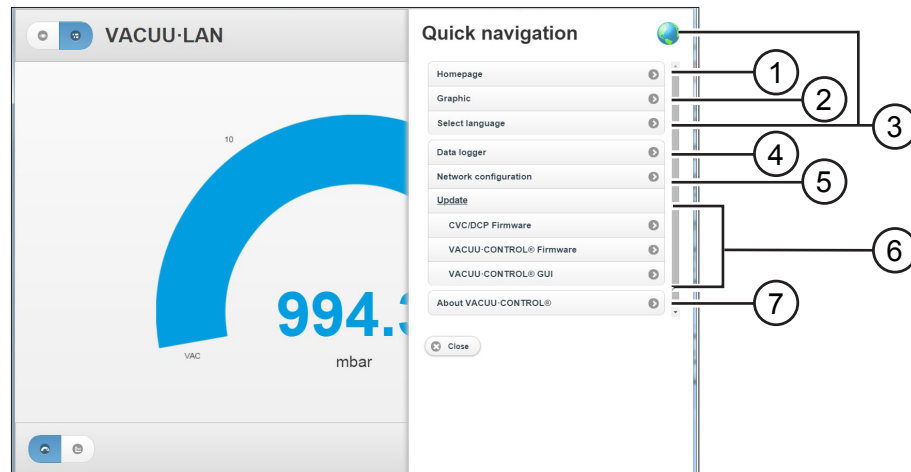 VACUU·LAN
10
VAC
994.3
mbar
Quick navigation
Homepage
Graphic
Select language
Data logger
Network configuration
Update
CVC/DCP Firmware
VACUU·CONTROL® Firmware
VACUU·CONTROL® GUI
About VACUU·CONTROL®
Close
1
2
3
4
5
6
7